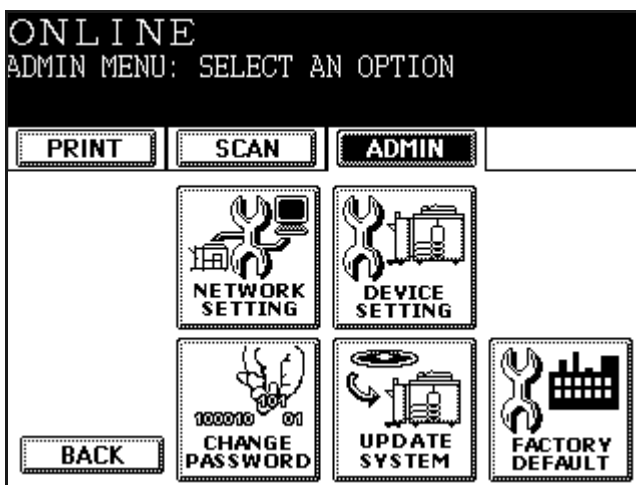 ONLINE
ADMIN MENU: SELECT AN OPTION
PRINT
SCAN
ADMIN
NETWORK
SETTING
DEVICE
SETTING
101
100010 01
CHANGE
PASSWORD
UPDATE
SYSTEM
FACTORY
DEFAULT
BACK